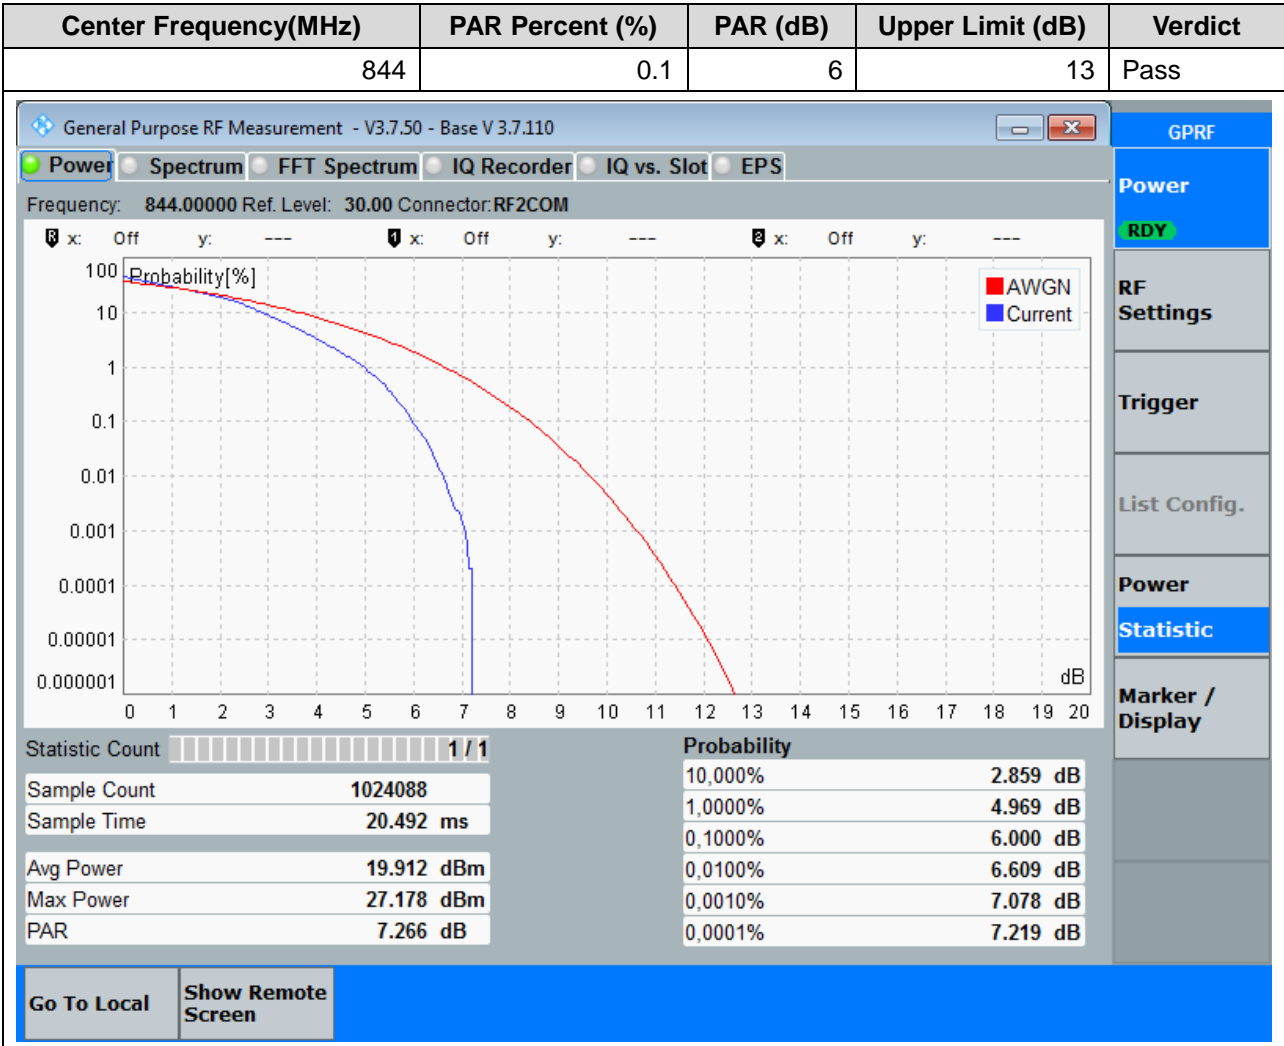 Center Frequency(MHz) PAR Percent (%) PAR (dB) Upper Limit (dB) Verdict
844 0.1 6 13 Pass
General Purpose RF Measurement - V3.7.50 - Base V 3.7.110
GPRF
Power Spectrum FFT Spectrum IQ Recorder IQ vs. Slot EPS
Frequency: 844.00000 Ref. Level: 30.00 Connector: RF2COM
R x: Off y: --- 1 x: Off y: --- 2 x: Off y: ---
Probability[%]
100
10
1
0.1
0.01
0.001
0.0001
0.00001
0.000001
AWGN
Current
dB
0 1 2 3 4 5 6 7 8 9 10 11 12 13 14 15 16 17 18 19 20
Statistic Count 1 / 1
Sample Count 1024088
Sample Time 20.492 ms
Avg Power 19.912 dBm
Max Power 27.178 dBm
PAR 7.266 dB
Probability
10,000% 2.859 dB
1,0000% 4.969 dB
0,1000% 6.000 dB
0,0100% 6.609 dB
0,0010% 7.078 dB
0,0001% 7.219 dB
Power
RDY
RF
Settings
Trigger
List Config.
Power
Statistic
Marker /
Display
Go To Local
Show Remote
Screen